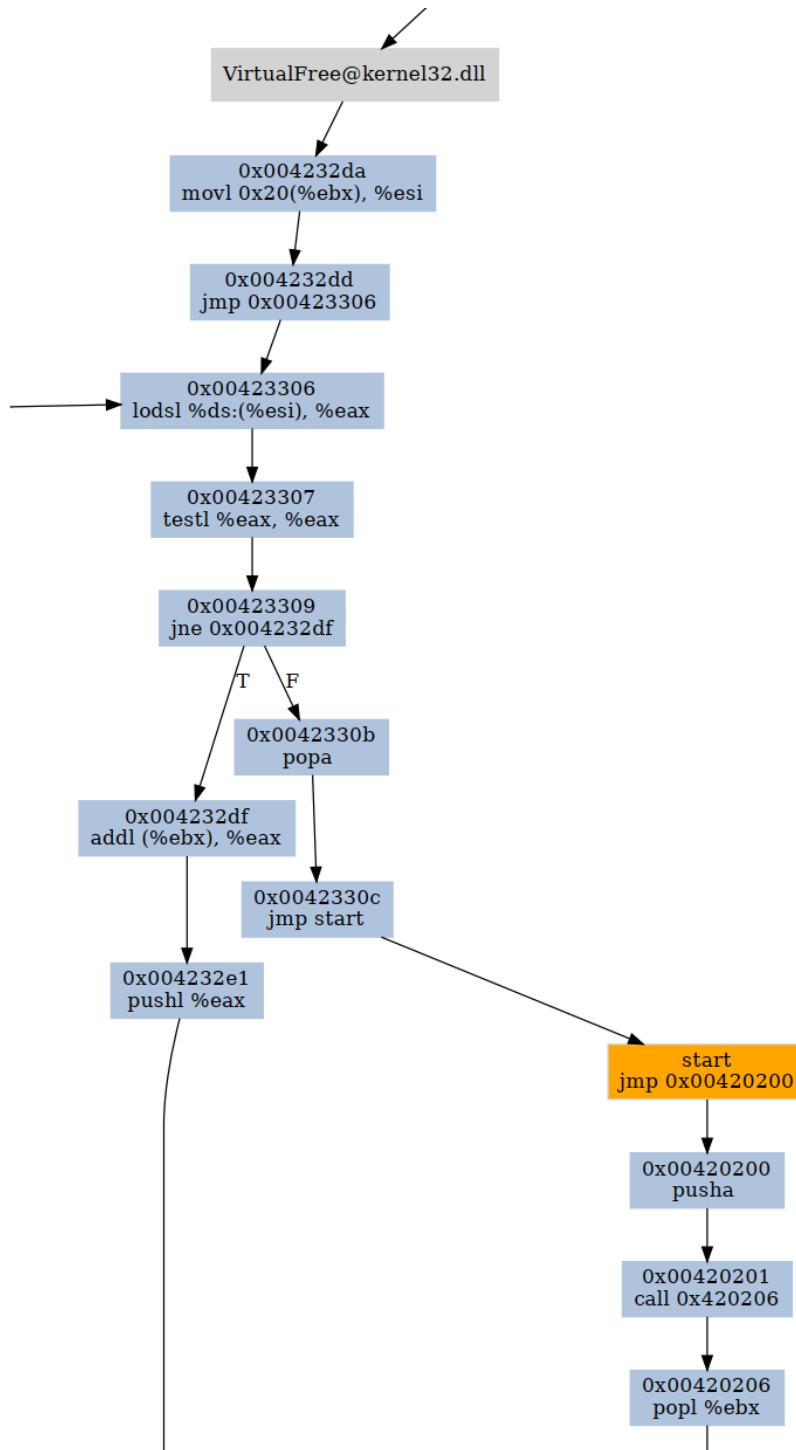 VirtualFree@kernel32.dll
0x004232da
movl 0x20(%ebx), %esi
0x004232dd
jmp 0x00423306
0x00423306
lodsl %ds:(%esi), %eax
0x00423307
testl %eax, %eax
0x00423309
jne 0x004232df
T
F
0x0042330b
popa
0x004232df
addl (%ebx), %eax
0x0042330c
jmp start
0x004232e1
pushl %eax
start
jmp 0x00420200
0x00420200
pusha
0x00420201
call 0x420206
0x00420206
popl %ebx